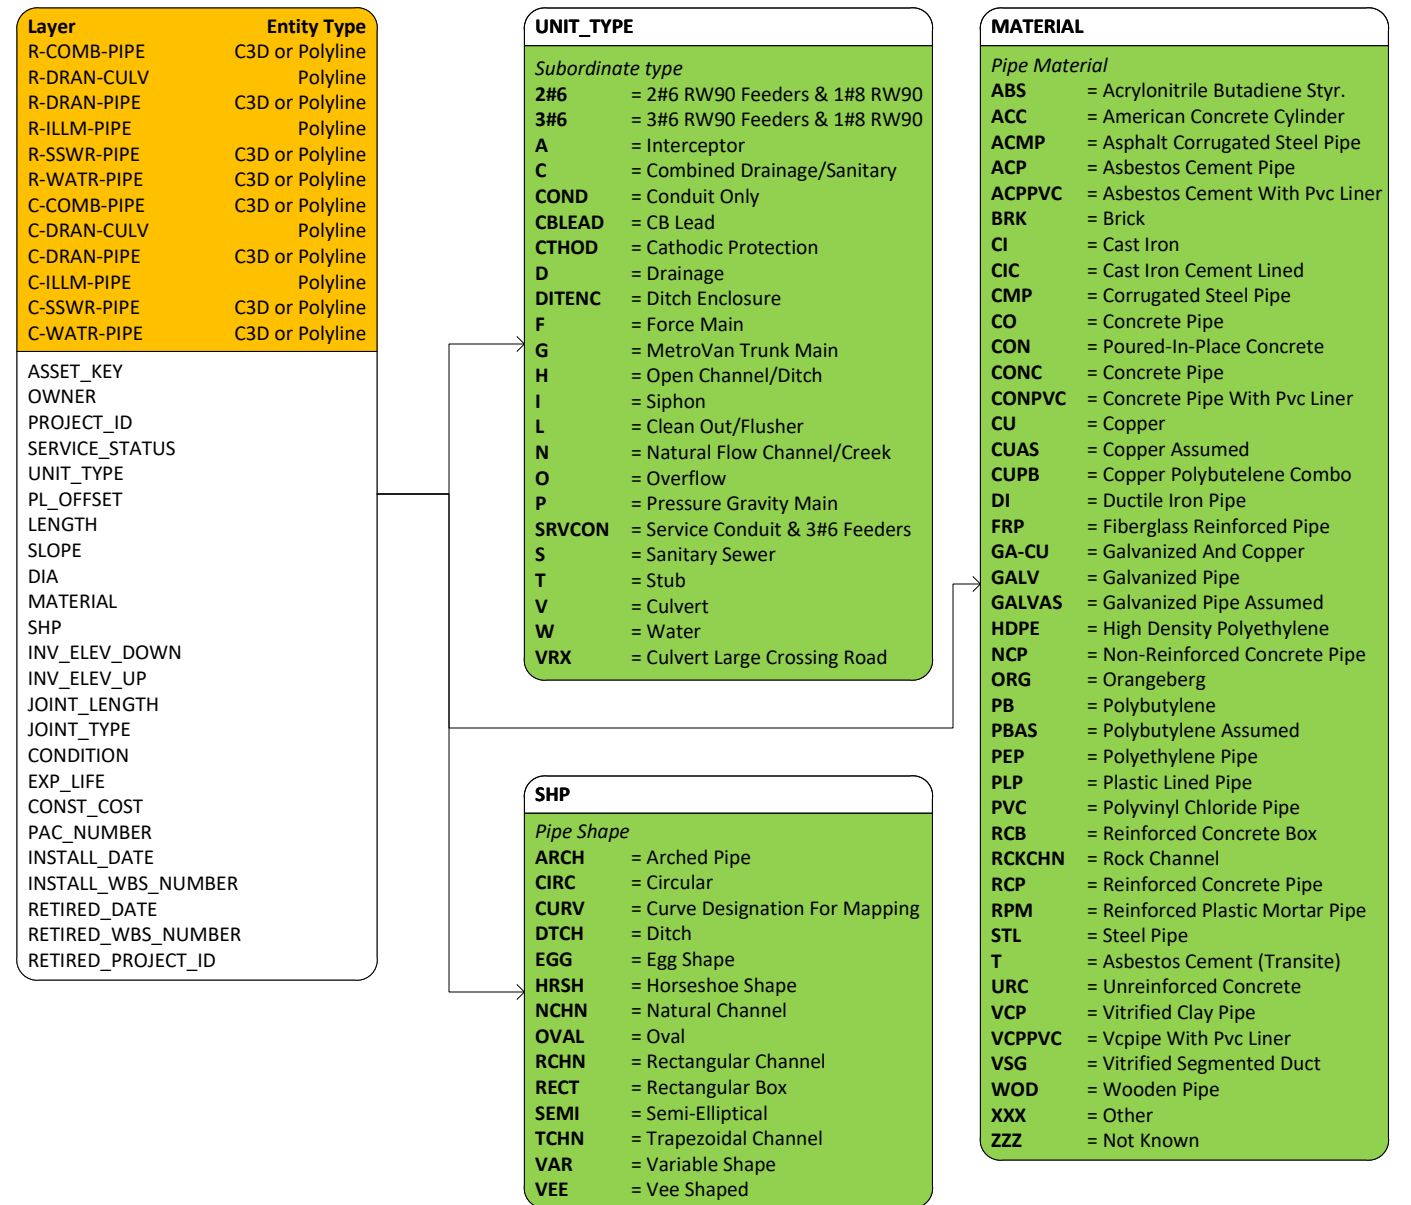 Layer Entity Type
R-COMB-PIPE C3D or Polyline
R-DRAN-CULV Polyline
R-DRAN-PIPE C3D or Polyline
R-ILLM-PIPE Polyline
R-SSWR-PIPE C3D or Polyline
R-WATR-PIPE C3D or Polyline
C-COMB-PIPE C3D or Polyline
C-DRAN-CULV Polyline
C-DRAN-PIPE C3D or Polyline
C-ILLM-PIPE Polyline
C-SSWR-PIPE C3D or Polyline
C-WATR-PIPE C3D or Polyline
ASSET_KEY
OWNER
PROJECT_ID
SERVICE_STATUS
UNIT_TYPE
PL_OFFSET
LENGTH
SLOPE
DIA
MATERIAL
SHP
INV_ELEV_DOWN
INV_ELEV_UP
JOINT_LENGTH
JOINT_TYPE
CONDITION
EXP_LIFE
CONST_COST
PAC_NUMBER
INSTALL_DATE
INSTALL_WBS_NUMBER
RETIRED_DATE
RETIRED_WBS_NUMBER
RETIRED_PROJECT_ID
UNIT_TYPE
Subordinate type
2#6 = 2#6 RW90 Feeders & 1#8 RW90
3#6 = 3#6 RW90 Feeders & 1#8 RW90
A = Interceptor
C = Combined Drainage/Sanitary
COND = Conduit Only
CBLEAD = CB Lead
CTHOD = Cathodic Protection
D = Drainage
DITENC = Ditch Enclosure
F = Force Main
G = MetroVan Trunk Main
H = Open Channel/Ditch
I = Siphon
L = Clean Out/Flusher
N = Natural Flow Channel/Creek
O = Overflow
P = Pressure Gravity Main
SRVCON = Service Conduit & 3#6 Feeders
S = Sanitary Sewer
T = Stub
V = Culvert
W = Water
VRX = Culvert Large Crossing Road
SHP
Pipe Shape
ARCH = Arched Pipe
CIRC = Circular
CURV = Curve Designation For Mapping
DTCH = Ditch
EGG = Egg Shape
HRSH = Horseshoe Shape
NCHN = Natural Channel
OVAL = Oval
RCHN = Rectangular Channel
RECT = Rectangular Box
SEMI = Semi-Elliptical
TCHN = Trapezoidal Channel
VAR = Variable Shape
VEE = Vee Shaped
MATERIAL
Pipe Material
ABS = Acrylonitrile Butadiene Styr.
ACC = American Concrete Cylinder
ACMP = Asphalt Corrugated Steel Pipe
ACP = Asbestos Cement Pipe
ACPPVC = Asbestos Cement With Pvc Liner
BRK = Brick
CI = Cast Iron
CIC = Cast Iron Cement Lined
CMP = Corrugated Steel Pipe
CO = Concrete Pipe
CON = Poured-In-Place Concrete
CONC = Concrete Pipe
CONPVC = Concrete Pipe With Pvc Liner
CU = Copper
CUAS = Copper Assumed
CUPB = Copper Polybutelene Combo
DI = Ductile Iron Pipe
FRP = Fiberglass Reinforced Pipe
GA-CU = Galvanized And Copper
GALV = Galvanized Pipe
GALVAS = Galvanized Pipe Assumed
HDPE = High Density Polyethylene
NCP = Non-Reinforced Concrete Pipe
ORG = Orangeberg
PB = Polybutylene
PBAS = Polybutylene Assumed
PEP = Polyethylene Pipe
PLP = Plastic Lined Pipe
PVC = Polyvinyl Chloride Pipe
RCB = Reinforced Concrete Box
RCKCHN = Rock Channel
RCP = Reinforced Concrete Pipe
RPM = Reinforced Plastic Mortar Pipe
STL = Steel Pipe
T = Asbestos Cement (Transite)
URC = Unreinforced Concrete
VCP = Vitrified Clay Pipe
VCPPVC = Vcpipe With Pvc Liner
VSG = Vitrified Segmented Duct
WOD = Wooden Pipe
XXX = Other
ZZZ = Not Known